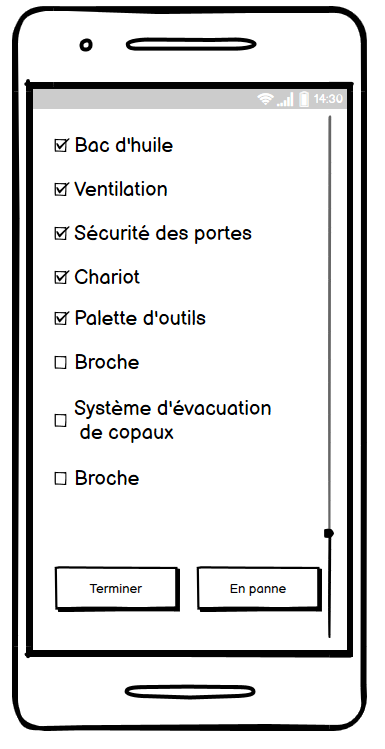 14:30
Bac d'huile
Ventilation
Sécurité des portes
Chariot
Palette d'outils
Broche
Système d'évacuation
de copaux
Broche
Terminer
En panne